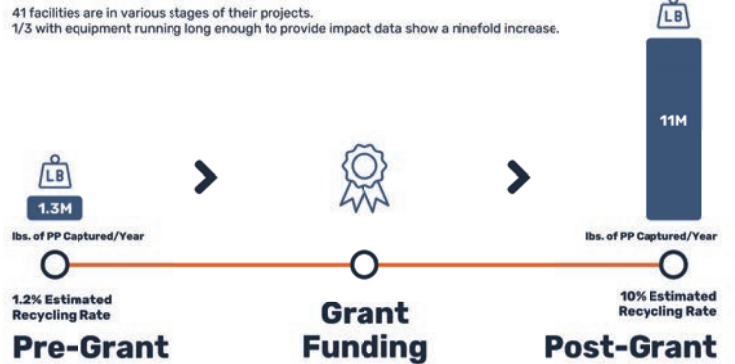 41 facilities are in various stages of their projects.
1/3 with equipment running long enough to provide impact data show a ninefold increase.
LB
1.3M
lbs. of PP Captured/Year
1.2% Estimated
Recycling Rate
Pre-Grant
Grant
Funding
LB
11M
lbs. of PP Captured/Year
10% Estimated
Recycling Rate
Post-Grant